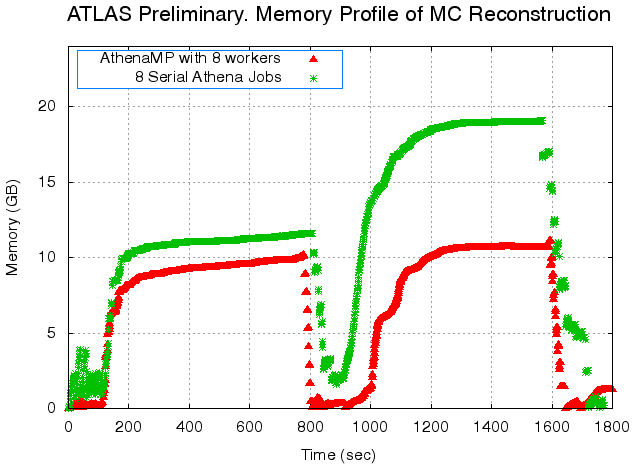 ATLAS Preliminary. Memory Profile of MC Reconstruction
AthenaMP with 8 workers
8 Serial Athena Jobs
20
15
10
5
0
Memory (GB)
0 200 400 600 800 1000 1200 1400 1600 1800
Time (sec)